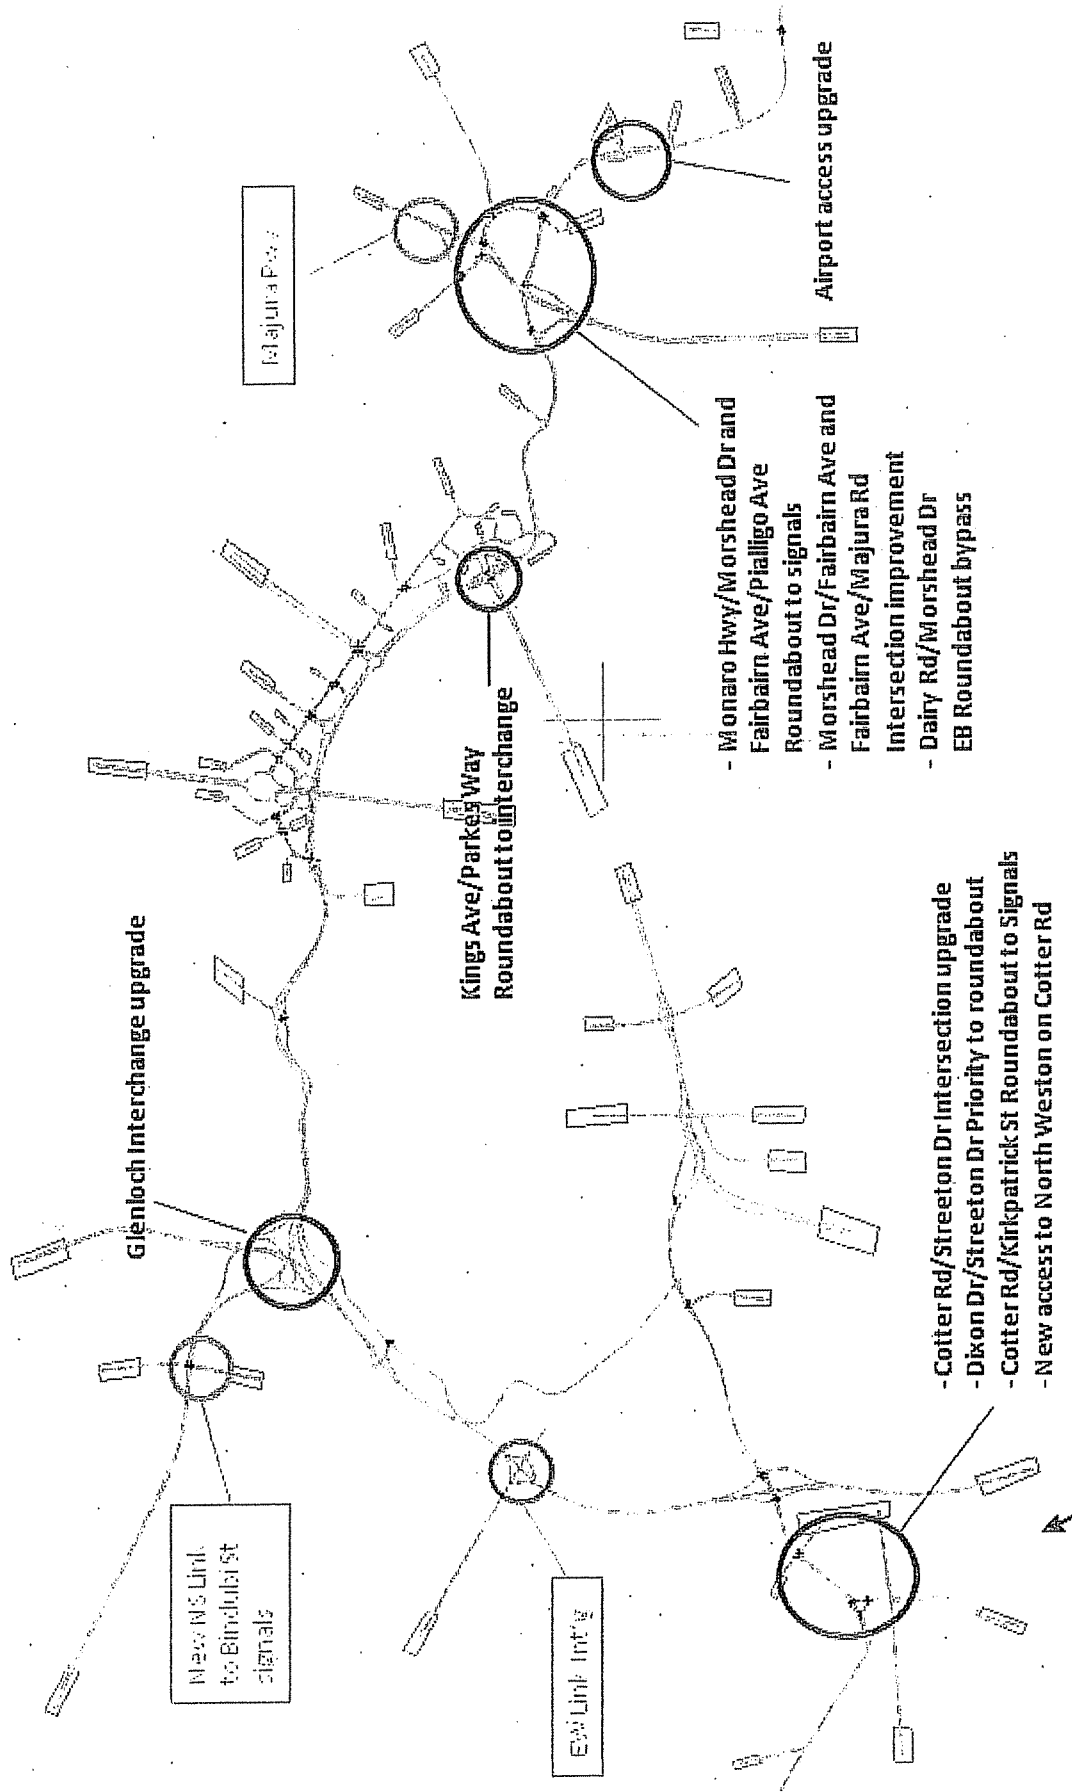 New NS Link
to Bindubi St
signals
Glenloch Interchange upgrade
EW Link Int'g
Kings Ave/Parkes Way
Roundabout to interchange
Majura Pkwy
- Monaro Hwy/Morshead Dr and
Fairbairn Ave/Pialligo Ave
Roundabout to signals
- Morshead Dr/Fairbairn Ave and
Fairbairn Ave/Majura Rd
Intersection improvement
- Dairy Rd/Morshead Dr
EB Roundabout bypass
Airport access upgrade
- Cotter Rd/Streeton Dr Intersection upgrade
- Dixon Dr/Streeton Dr Priority to roundabout
- Cotter Rd/Kirkpatrick St Roundabout to Signals
- New access to North Weston on Cotter Rd